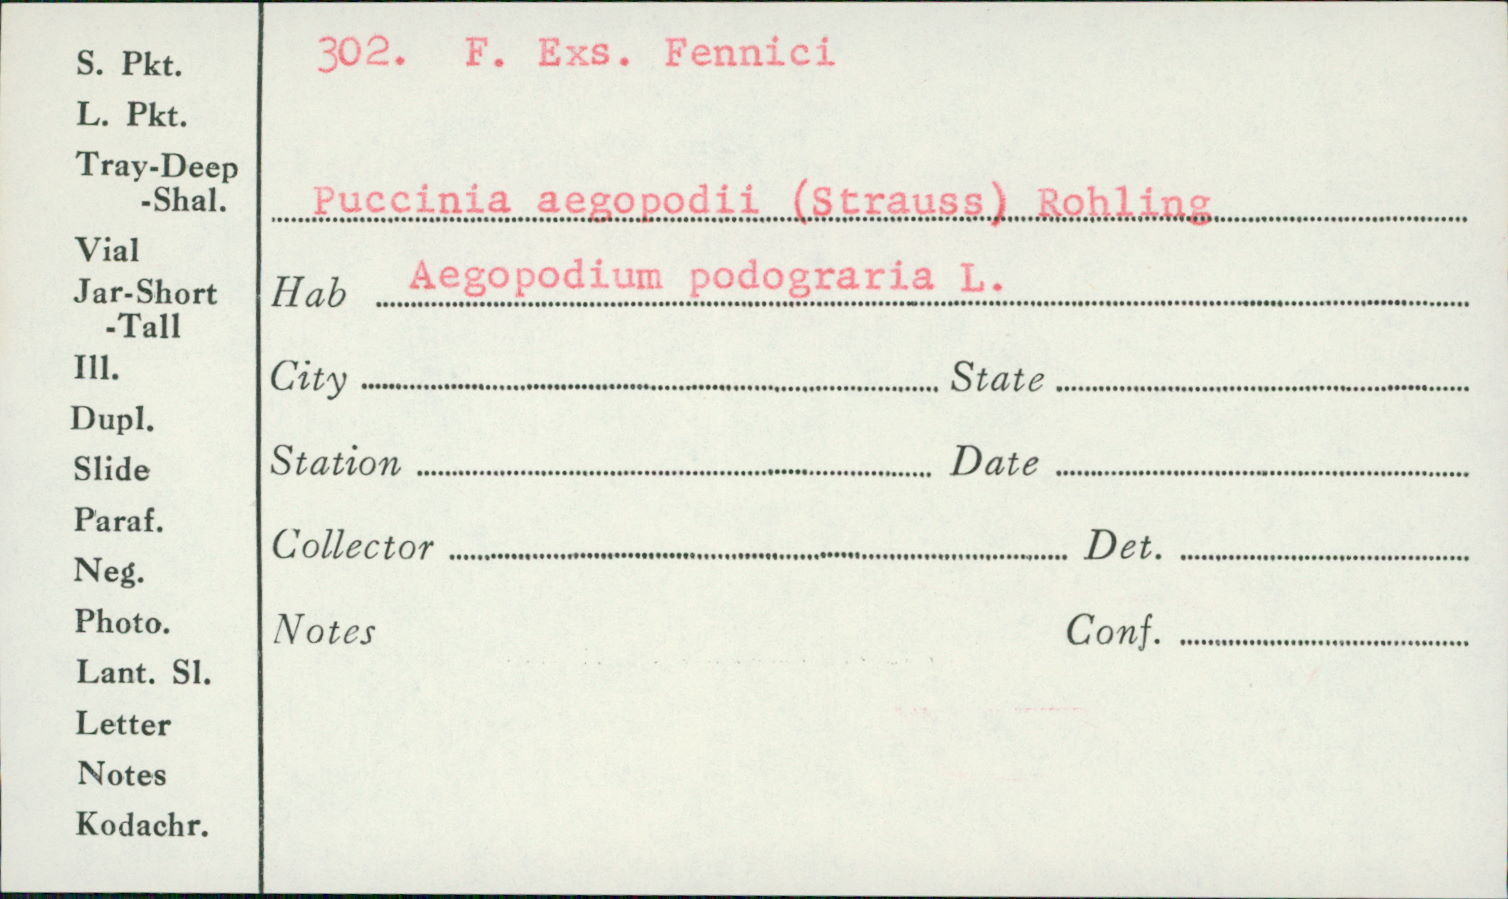 302. F. Exs. Fennici
Puccinia aegopodii (Strauss) Rohling
Hab Aegopodium podograria L.
City State
Station Date
Collector Det.
Notes Conf.
S. Pkt.
L. Pkt.
Tray-Deep
-Shal.
Vial
Jar-Short
-Tall
Ill.
Dupl.
Slide
Paraf.
Neg.
Photo.
Lant. Sl.
Letter
Notes
Kodachr.